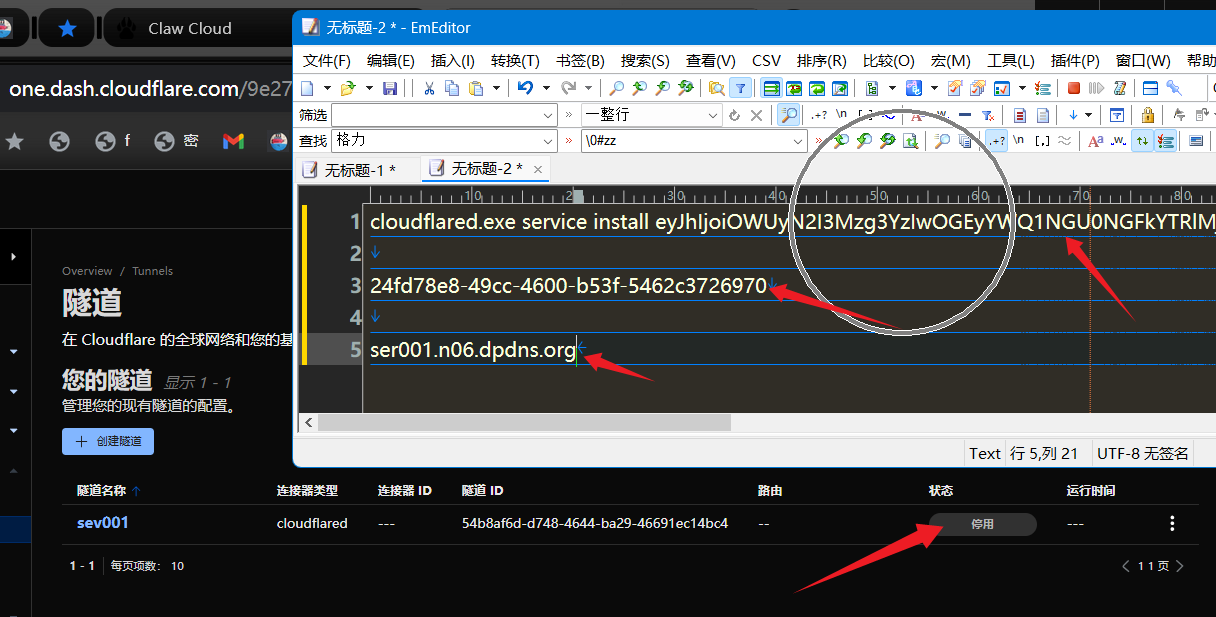 Claw Cloud
无标题-2 * - EmEditor
文件(F) 编辑(E) 插入(I) 转换(T) 书签(B) 搜索(S) 查看(V) CSV 排序(R) 比较(O) 宏(M) 工具(L) 插件(P) 窗口(W) 帮助
one.dash.cloudflare.com/9e27
筛选 整一行
f 密
查找 格力 \0#zz
无标题-1 * 无标题-2 *
10 20 30 40 50 60 70 80
1 cloudflared.exe service install eyJhIjoiOWUyN2I3Mzg3YzIwOGEyYWQ1NGU0NGFkYTRlM
2
3 24fd78e8-49cc-4600-b53f-5462c3726970
4
5 ser001.n06.dpdns.org
Overview / Tunnels
隧道
在 Cloudflare 的全球网络和您的基
您的隧道 显示 1 - 1
管理您的现有隧道的配置。
+ 创建隧道
Text 行 5,列 21 UTF-8 无签名
隧道名称 ↑ 连接器类型 连接器 ID 隧道 ID 路由 状态 运行时间
sev001 cloudflared --- 54b8af6d-d748-4644-ba29-46691ec14bc4 -- 停用 ---
1 - 1 每页项数: 10 1 1 页